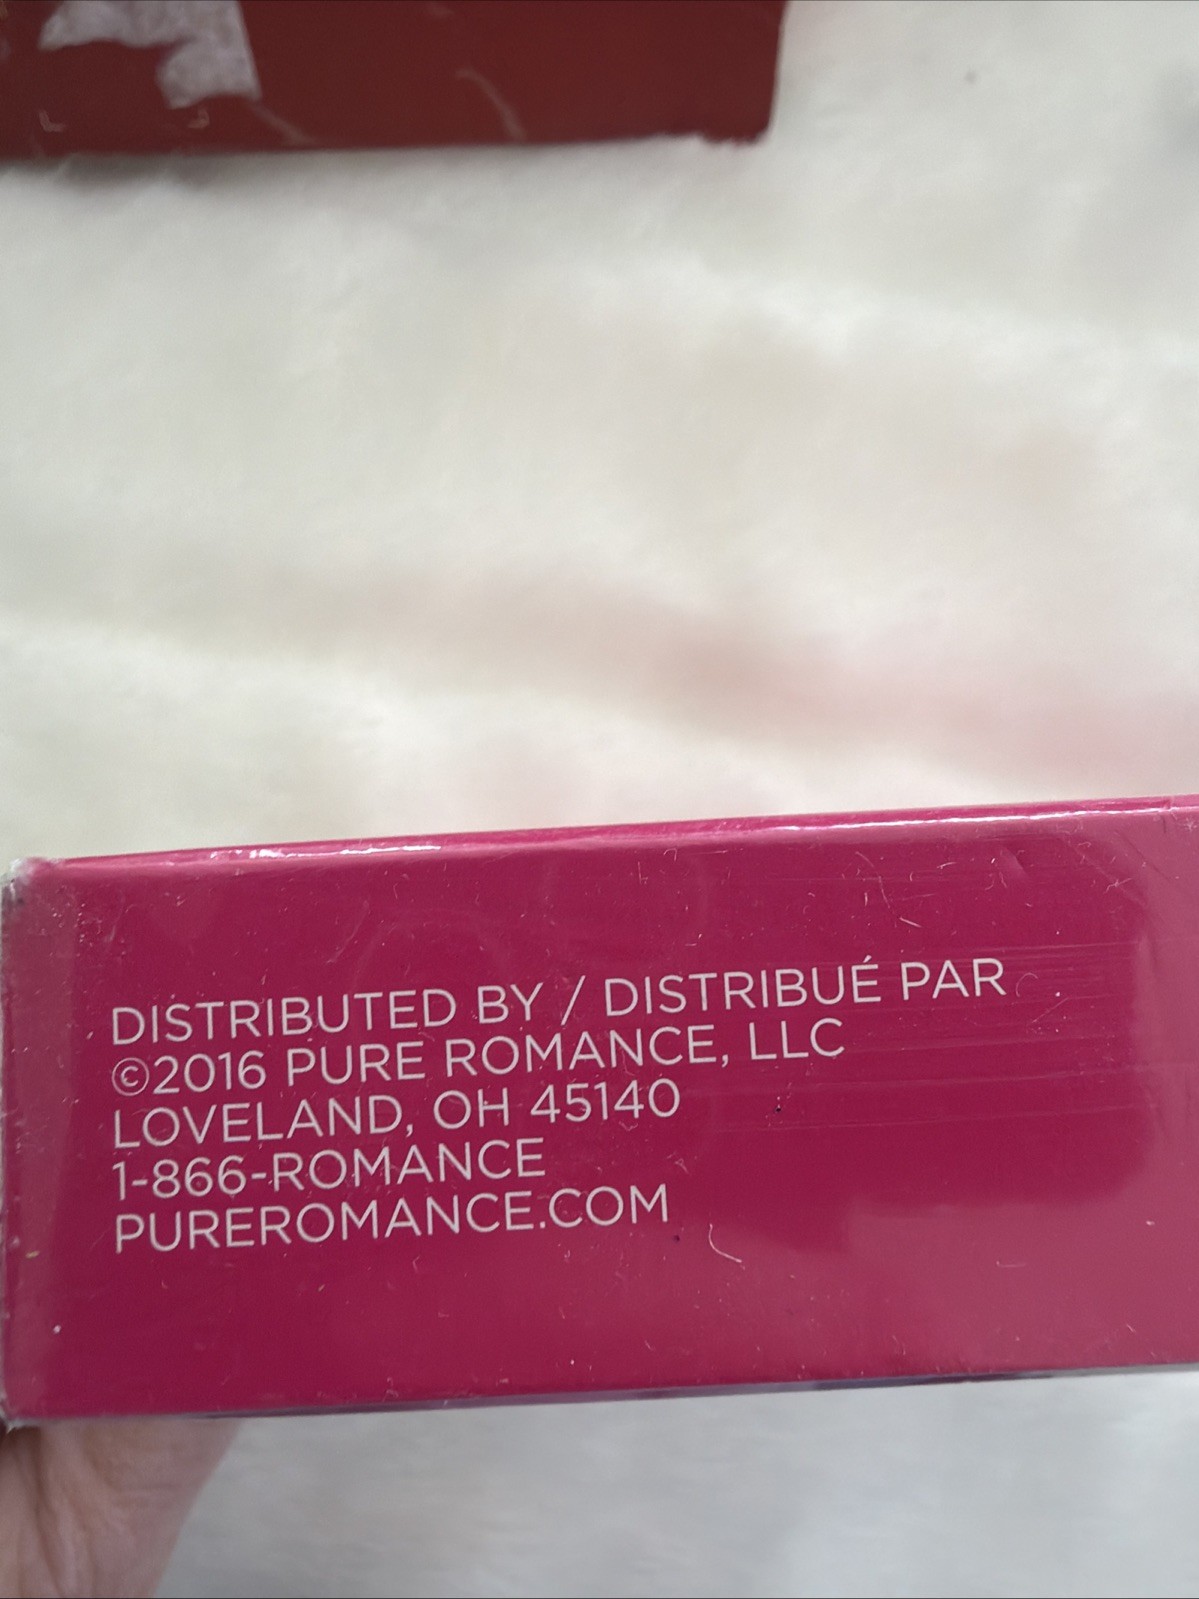 DISTRIBUTED BY / DISTRIBUÉ PAR
©2016 PURE ROMANCE, LLC
LOVELAND, OH 45140
1-866-ROMANCE
PUREROMANCE.COM